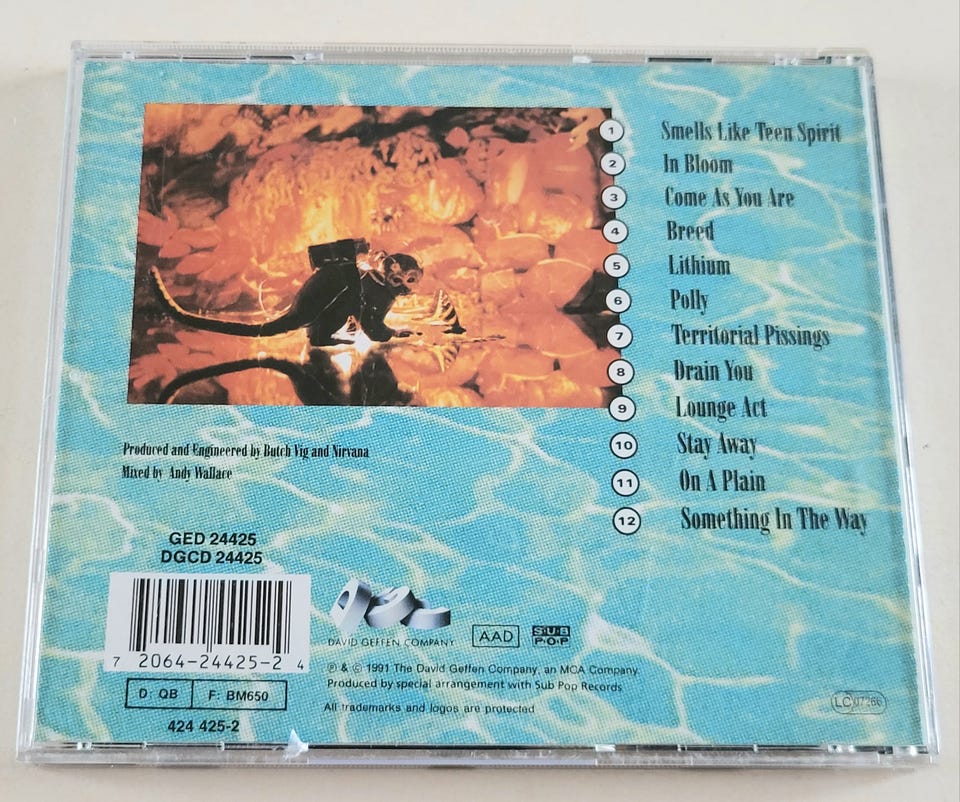 1 Smells Like Teen Spirit
2 In Bloom
3 Come As You Are
4 Breed
5 Lithium
6 Polly
7 Territorial Pissings
8 Drain You
9 Lounge Act
10 Stay Away
11 On A Plain
12 Something In The Way
Produced and Engineered by Butch Vig and Nirvana
Mixed by Andy Wallace
GED 24425
DGCD 24425
7 2064-24425-2 4
D: QB F: BM650
424 425-2
DAVID GEFFEN COMPANY
AAD
SUB
POP
℗ & © 1991 The David Geffen Company, an MCA Company.
Produced by special arrangement with Sub Pop Records
All trademarks and logos are protected
LC 07266